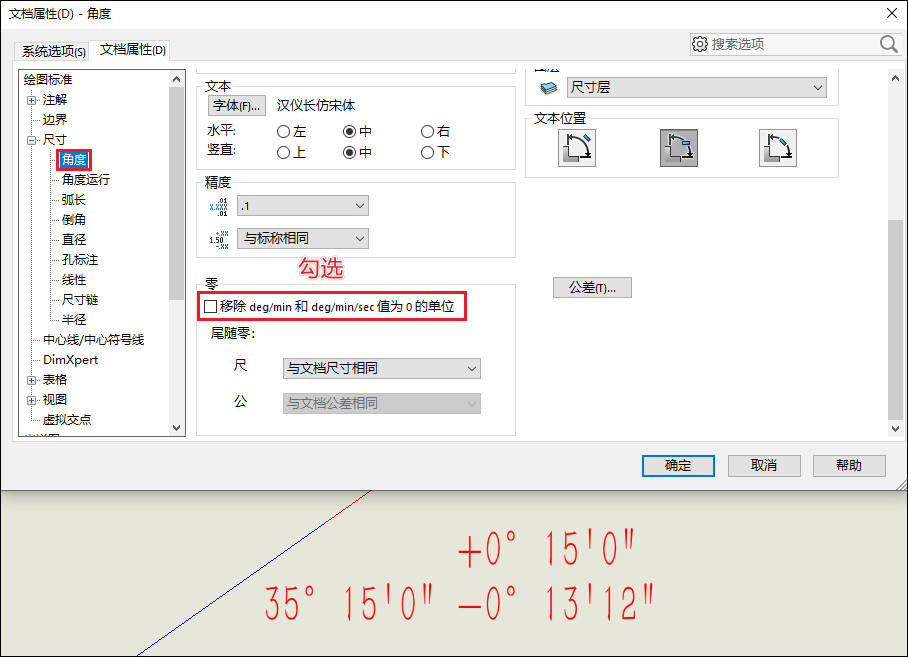 文档属性(D) - 角度
系统选项(S) 文档属性(D)
搜索选项
绘图标准
注解
边界
尺寸
角度
角度运行
弧长
倒角
直径
孔标注
线性
尺寸链
半径
中心线/中心符号线
DimXpert
表格
视图
虚拟交点
文本
字体(F)... 汉仪长仿宋体
水平: 左 中 右
竖直: 上 中 下
精度
.01
X.XXX
.01
.1
+.XX
1.50
-.XX
与标称相同
勾选
零
移除 deg/min 和 deg/min/sec 值为 0 的单位
尾随零:
尺 与文档尺寸相同
公 与文档公差相同
尺寸层
文本位置
公差(T)...
确定 取消 帮助
+0° 15'0"
35° 15'0" -0° 13'12"